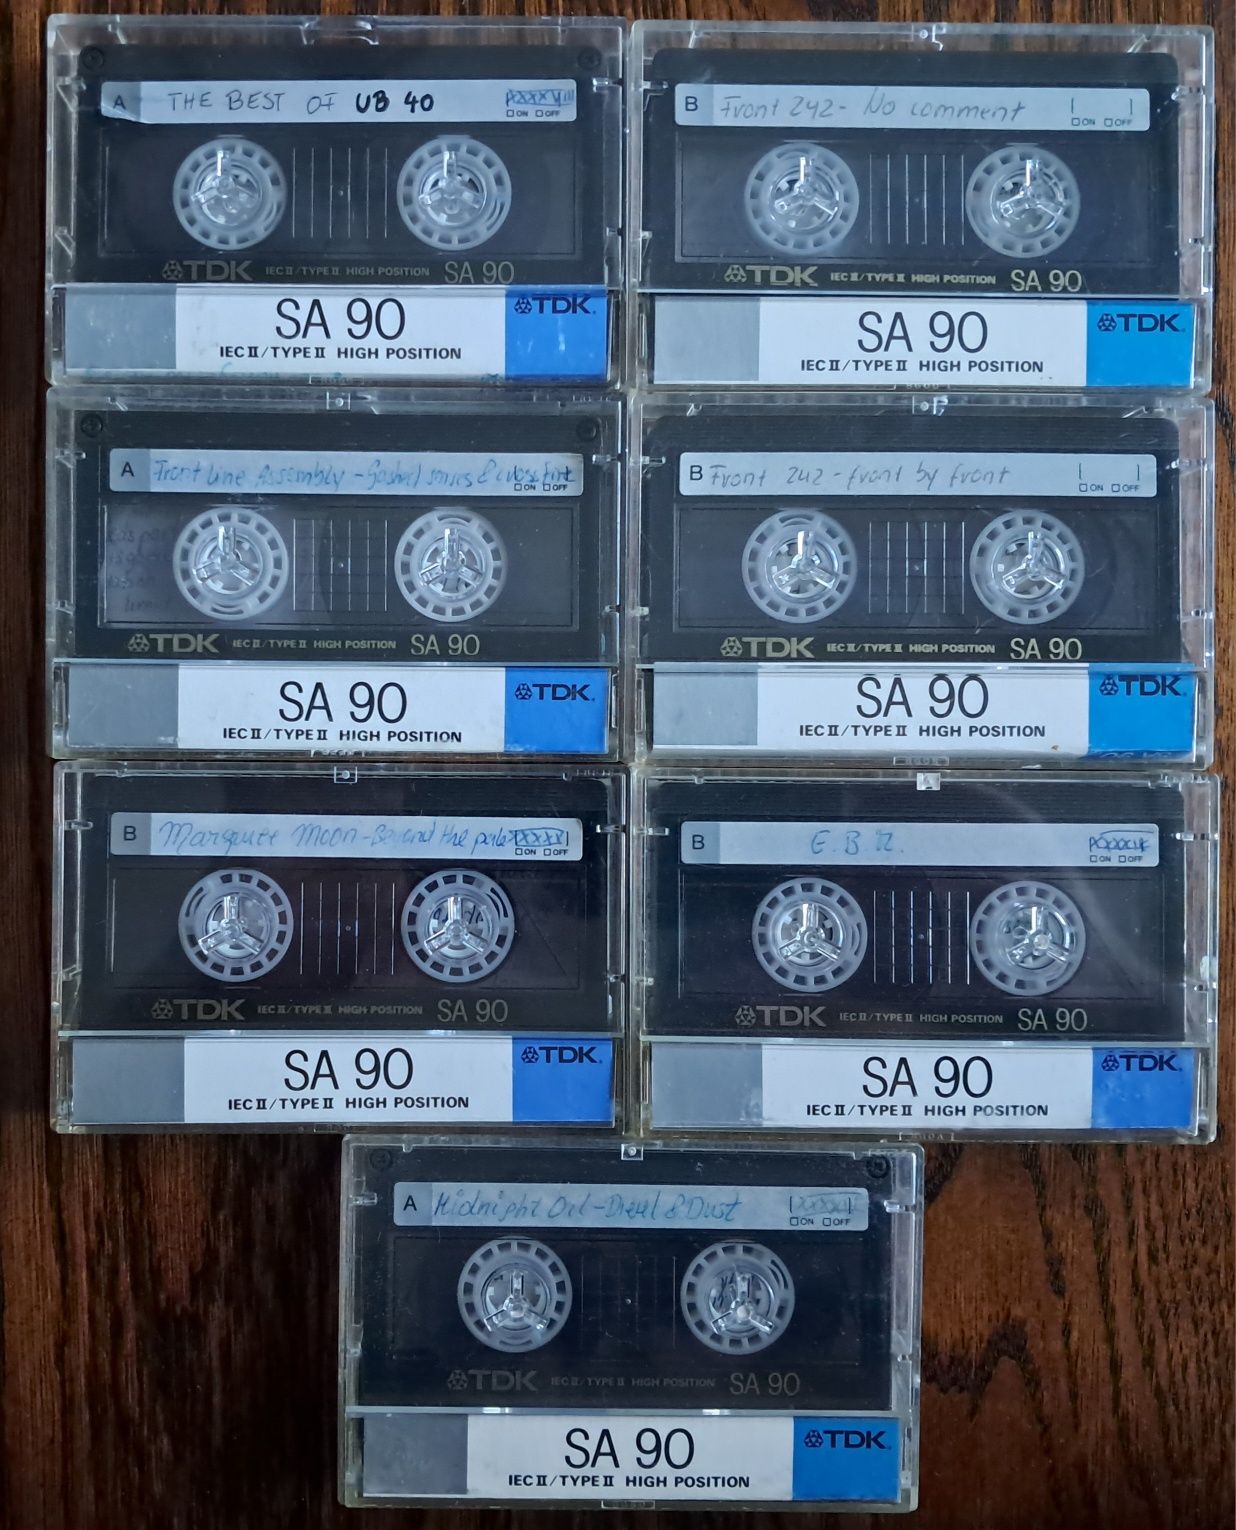 A THE BEST OF UB 40
ON OFF
TDK IEC II/TYPE II HIGH POSITION SA 90
SA 90 TDK
IEC II/TYPE II HIGH POSITION
B Front 242 - No comment
ON OFF
TDK IEC II/TYPE II HIGH POSITION SA 90
SA 90 TDK
IEC II/TYPE II HIGH POSITION
A Front Line Assembly - &
ON OFF
TDK IEC II/TYPE II HIGH POSITION SA 90
SA 90 TDK
IEC II/TYPE II HIGH POSITION
B Front 242 - front by front
ON OFF
TDK IEC II/TYPE II HIGH POSITION SA 90
SA 90 TDK
IEC II/TYPE II HIGH POSITION
B Marquee Moon - Beyond the pale
ON OFF
TDK IEC II/TYPE II HIGH POSITION SA 90
SA 90 TDK
IEC II/TYPE II HIGH POSITION
B E.B.
ON OFF
TDK IEC II/TYPE II HIGH POSITION SA 90
SA 90 TDK
IEC II/TYPE II HIGH POSITION
A Midnight Oil - Diesel & Dust
ON OFF
TDK IEC II/TYPE II HIGH POSITION SA 90
SA 90 TDK
IEC II/TYPE II HIGH POSITION